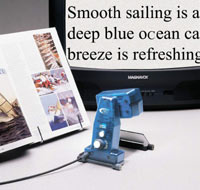 Smooth sailing is a
deep blue ocean ca
breeze is refreshing
MAGNAVOX